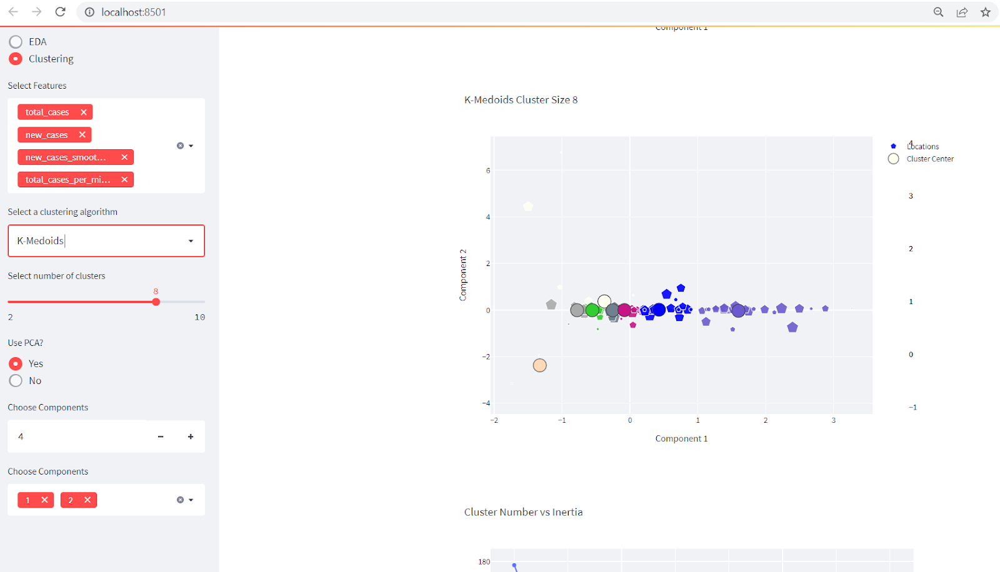 localhost:8501
EDA
Clustering
Select Features
total_cases
new_cases
new_cases_smoot...
total_cases_per_mi...
Select a clustering algorithm
K-Medoids
Select number of clusters
8
2 10
Use PCA?
Yes
No
Choose Components
4
Choose Components
1 2
Component 1
K-Medoids Cluster Size 8
Component 2
6
4
2
0
−2
−4
−2 −1 0 1 2 3
Component 1
Locations
Cluster Center
4
3
2
1
0
−1
Cluster Number vs Inertia
180